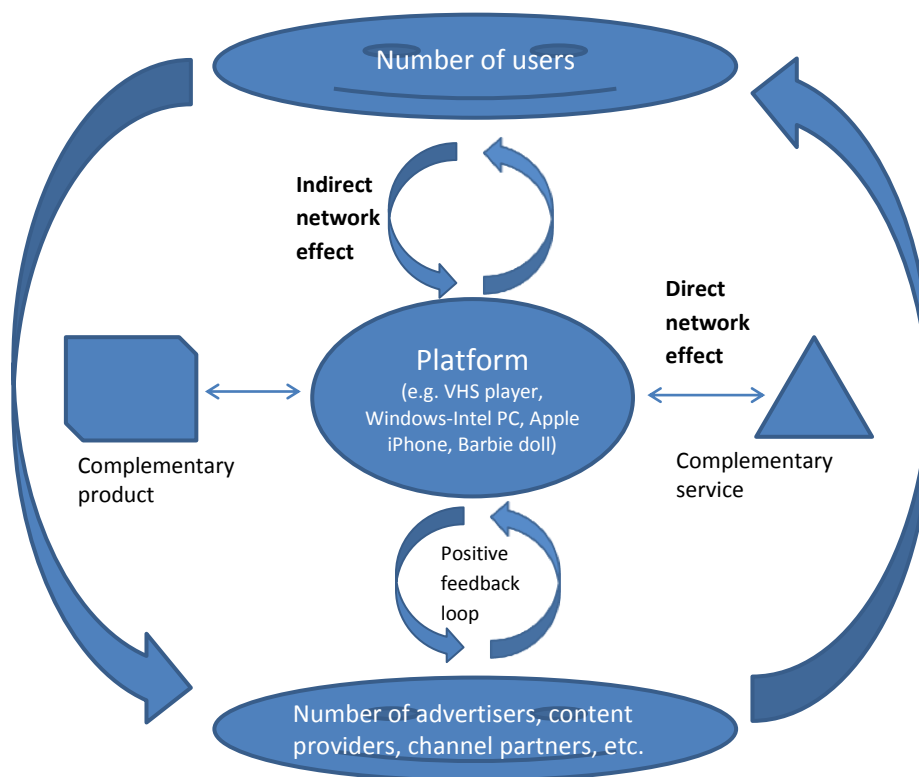 Number of users
Indirect
network
effect
Direct
network
effect
Platform
(e.g. VHS player,
Windows-Intel PC, Apple
iPhone, Barbie doll)
Complementary
product
Complementary
service
Positive
feedback
loop
Number of advertisers, content
providers, channel partners, etc.